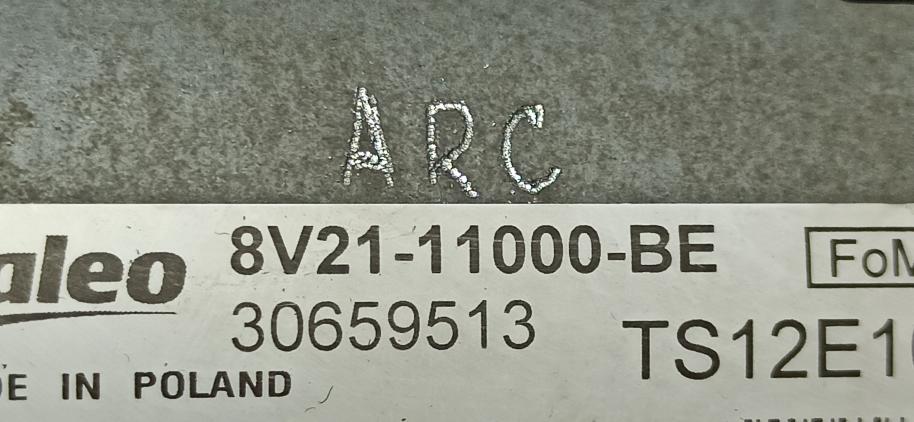 ARC
aleo 8V21-11000-BE FoM
30659513
TS12E1
DE IN POLAND